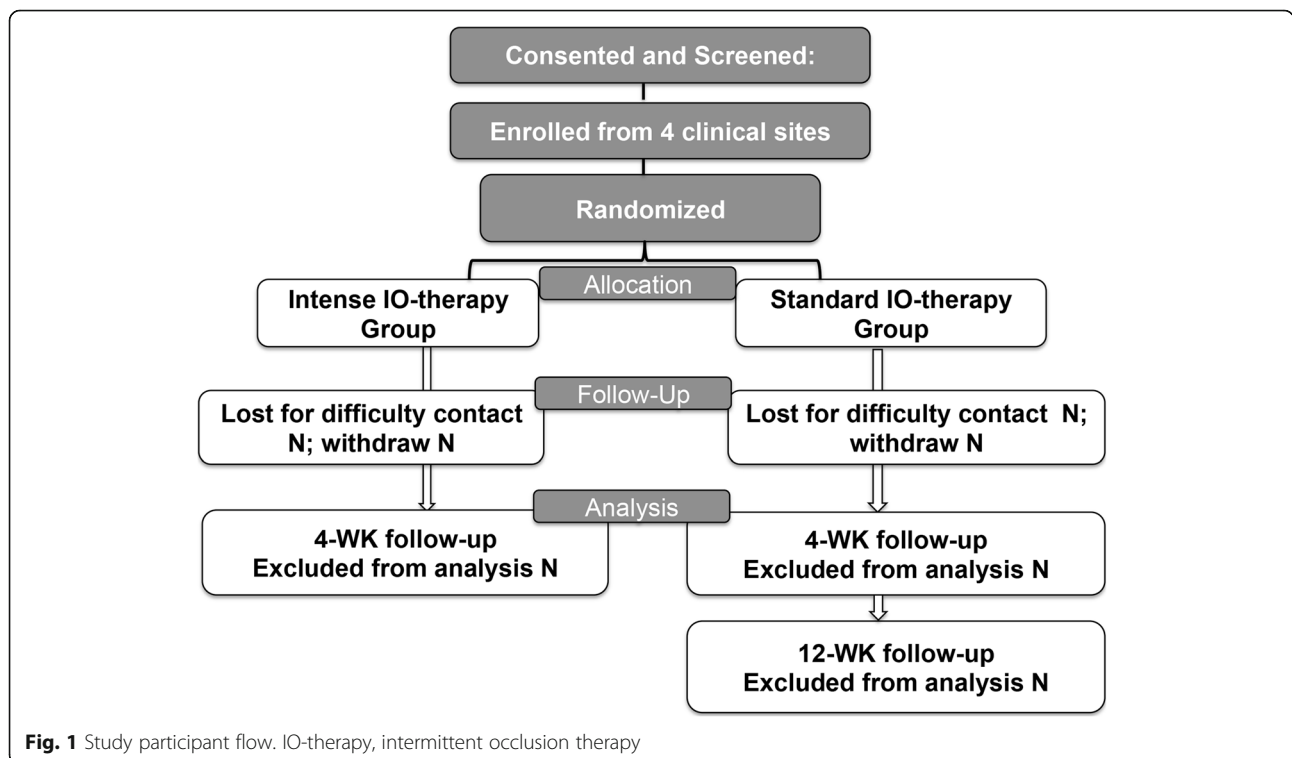 Consented and Screened:
Enrolled from 4 clinical sites
Randomized
Allocation
Intense IO-therapy
Group
Standard IO-therapy
Group
Follow-Up
Lost for difficulty contact
N; withdraw N
Lost for difficulty contact  N;
withdraw N
Analysis
4-WK follow-up
Excluded from analysis N
4-WK follow-up
Excluded from analysis N
12-WK follow-up
Excluded from analysis N
Fig. 1 Study participant flow. IO-therapy, intermittent occlusion therapy